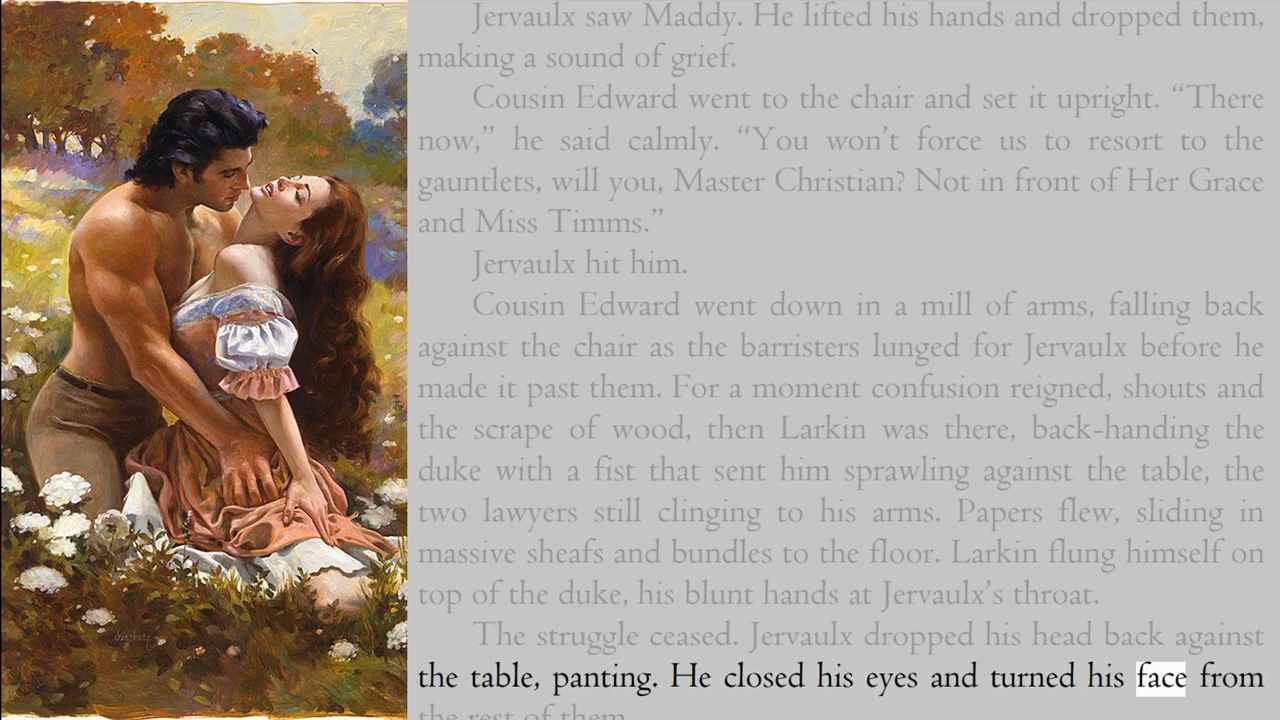 Jervaulx saw Maddy. He lifted his hands and dropped them,
making a sound of grief.
Cousin Edward went to the chair and set it upright. “There
now,” he said calmly. “You won’t force us to resort to the
gauntlets, will you, Master Christian? Not in front of Her Grace
and Miss Timms.”
Jervaulx hit him.
Cousin Edward went down in a mill of arms, falling back
against the chair as the barristers lunged for Jervaulx before he
made it past them. For a moment confusion reigned, shouts and
the scrape of wood, then Larkin was there, back-handing the
duke with a fist that sent him sprawling against the table, the
two lawyers still clinging to his arms. Papers flew, sliding in
massive sheafs and bundles to the floor. Larkin flung himself on
top of the duke, his blunt hands at Jervaulx’s throat.
The struggle ceased. Jervaulx dropped his head back against
the table, panting. He closed his eyes and turned his face from
the rest of them.